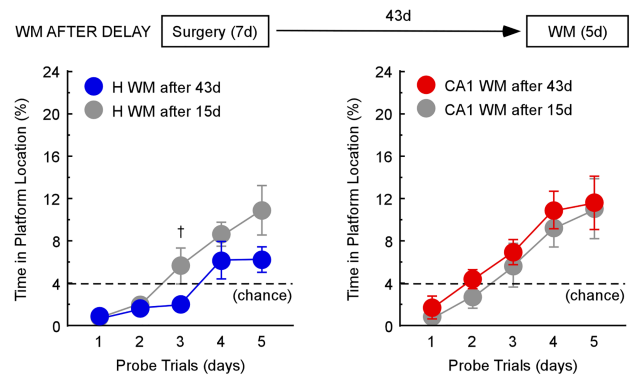 43d
WM AFTER DELAY Surgery (7d) WM (5d)
24
20
16
12
8
4
0
Time in Platform Location (%)
H WM after 43d
H WM after 15d
†
(chance)
1 2 3 4 5
Probe Trials (days)
24
20
16
12
8
4
0
Time in Platform Location (%)
CA1 WM after 43d
CA1 WM after 15d
(chance)
1 2 3 4 5
Probe Trials (days)